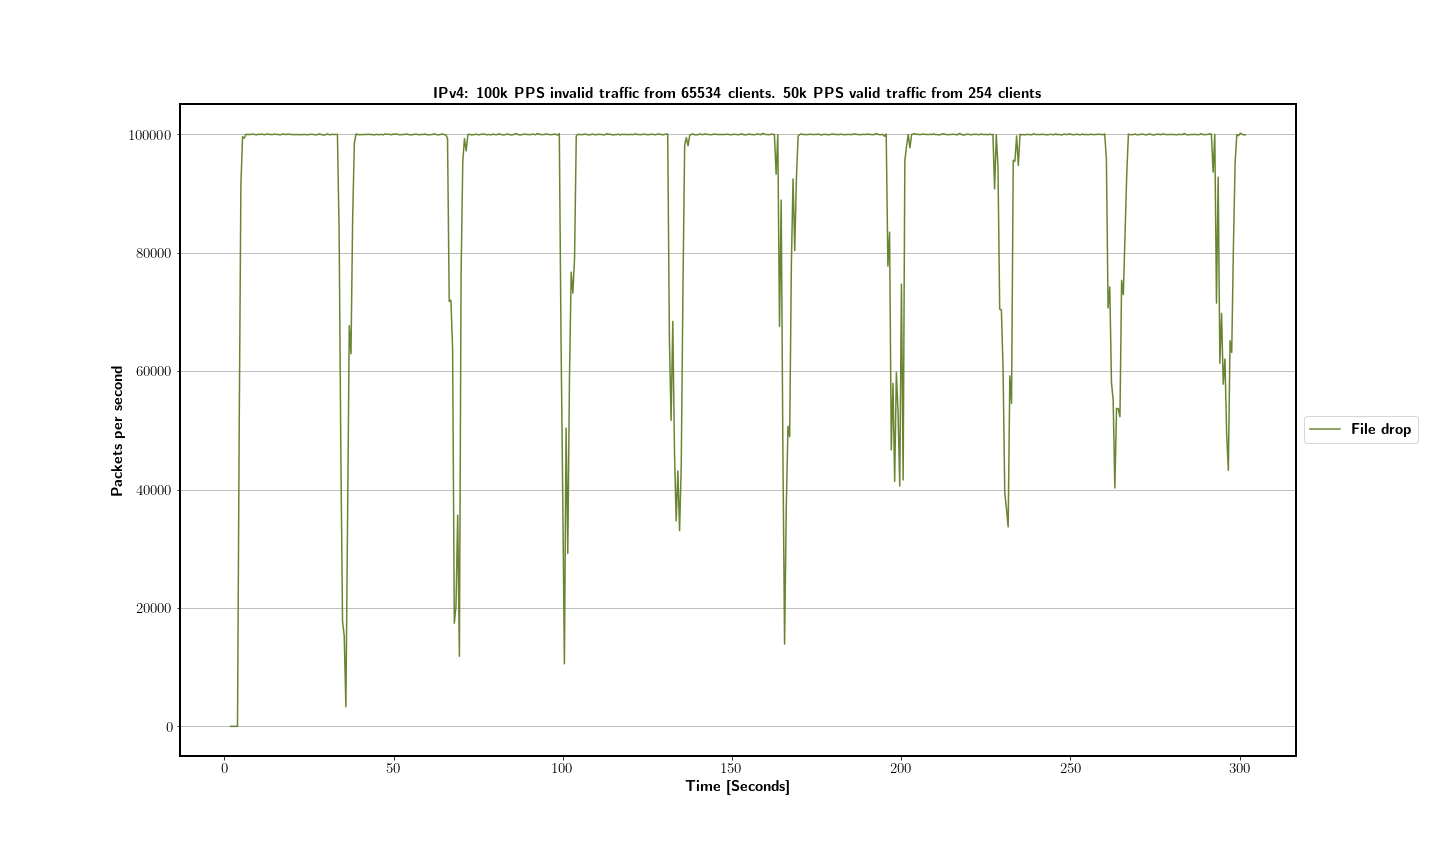 IPv4: 100k PPS invalid traffic from 65534 clients. 50k PPS valid traffic from 254 clients
100000
80000
60000
40000
20000
0
Packets per second
0 50 100 150 200 250 300
Time [Seconds]
File drop